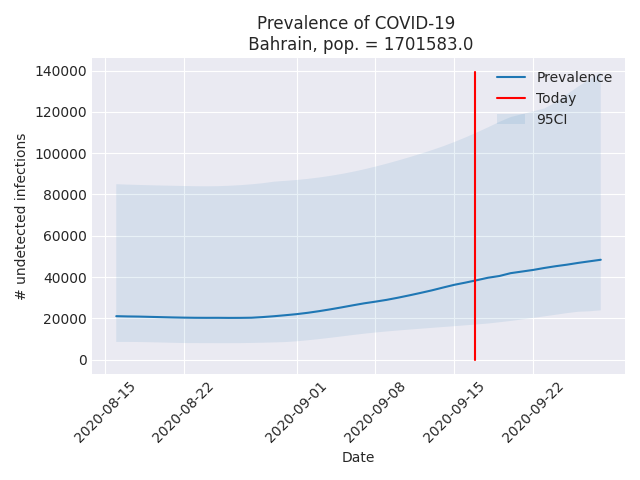 Prevalence of COVID-19
Bahrain, pop. = 1701583.0
140000
120000
100000
80000
60000
40000
20000
0
# undetected infections
Prevalence
Today
95CI
2020-08-15
2020-08-22
2020-09-01
2020-09-08
2020-09-15
2020-09-22
Date